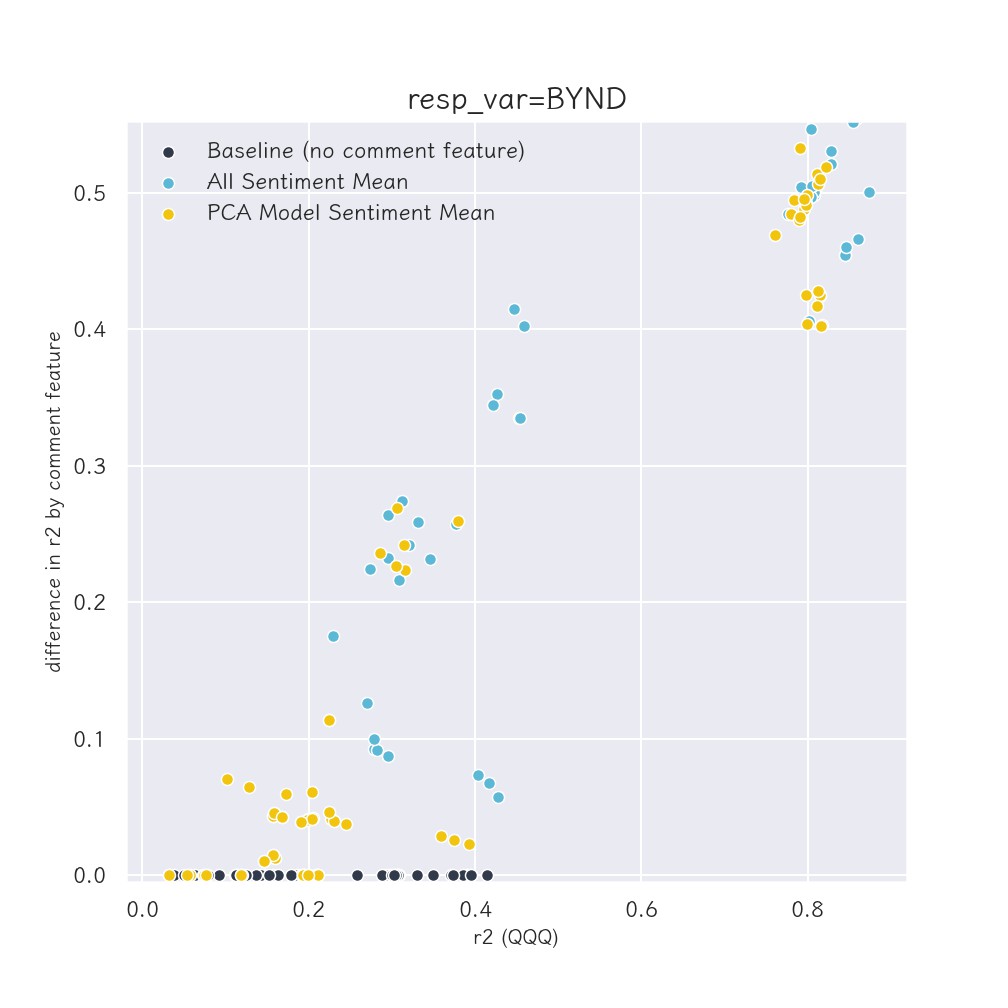 resp_var=BYND
Baseline (no comment feature)
All Sentiment Mean
PCA Model Sentiment Mean
difference in r2 by comment feature
0.5
0.4
0.3
0.2
0.1
0.0
0.0 0.2 0.4 0.6 0.8
r2 (QQQ)